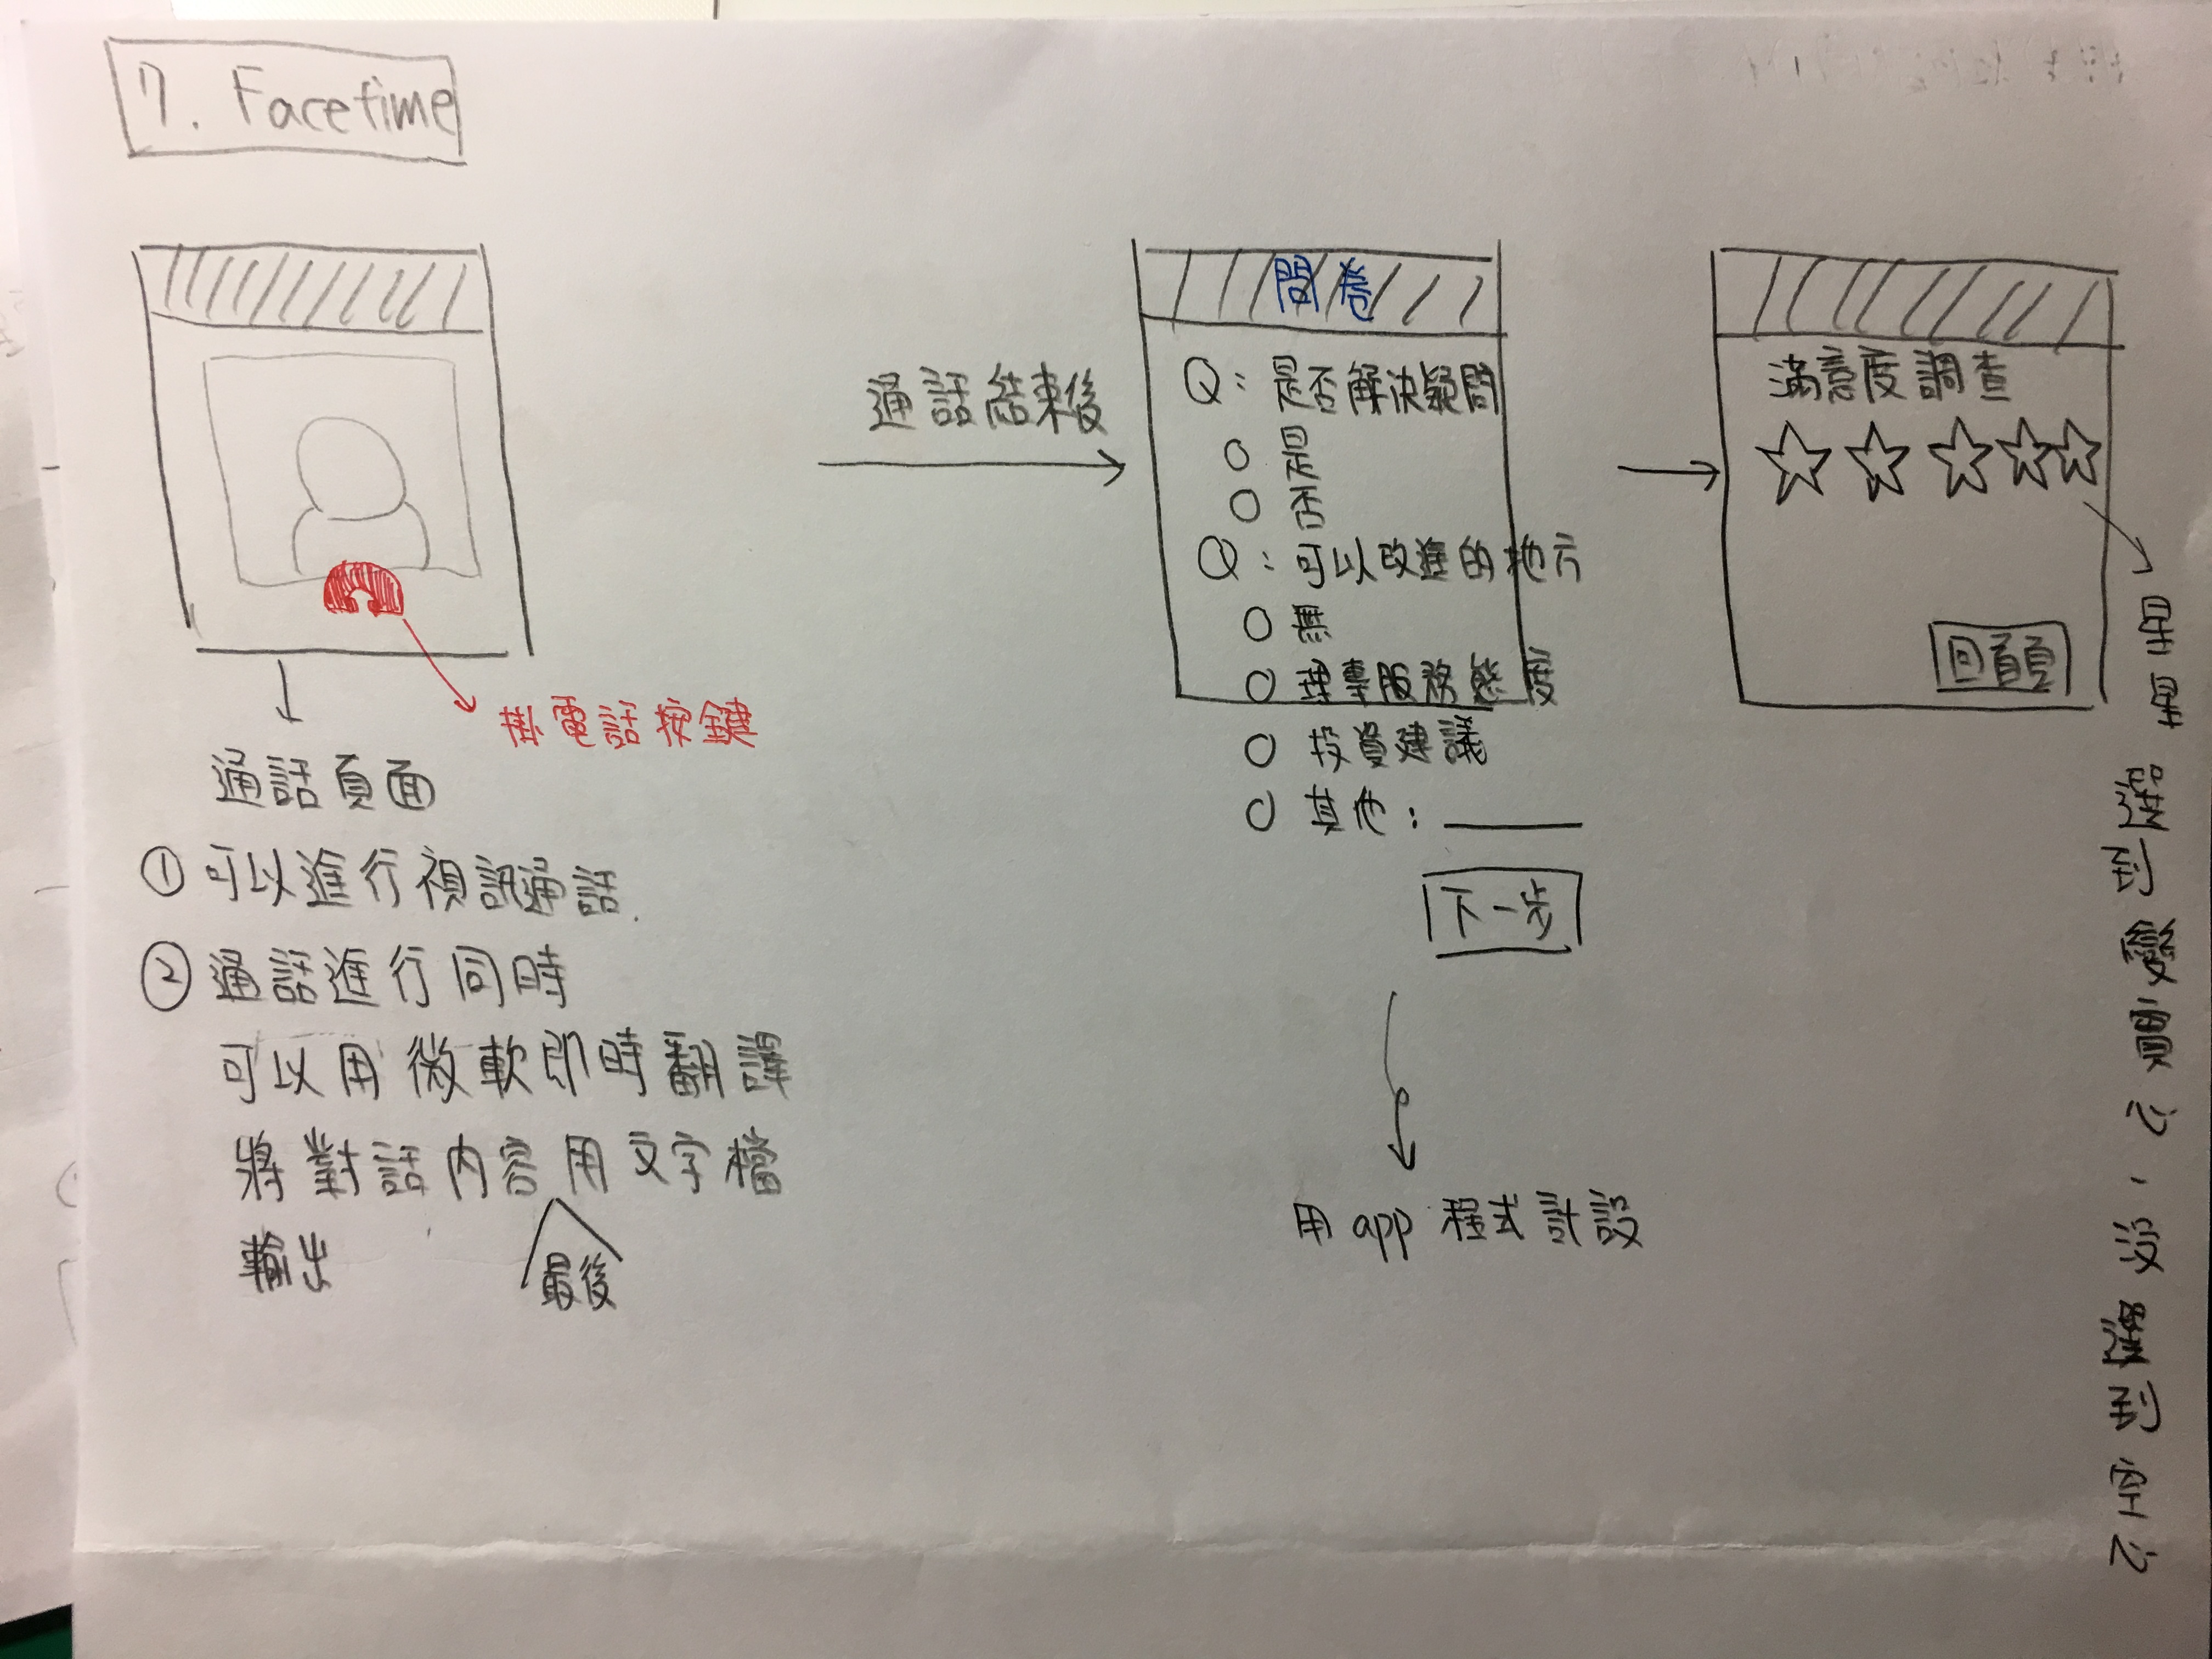 7. Facetime
掛電話按鍵
通話頁面
① 可以進行視訊通話.
② 通話進行同時
可以用微軟即時翻譯
將對話內容用文字檔
最後
輸出
通話結束後
問卷
Q：是否解決疑問
○ 是
○ 否
Q：可以改進的地方
○ 無
○ 理專服務態度
○ 投資建議
○ 其他：
下一步
用 app 程式計設
滿意度調查
回首頁
星星選到變實心、沒選到空心